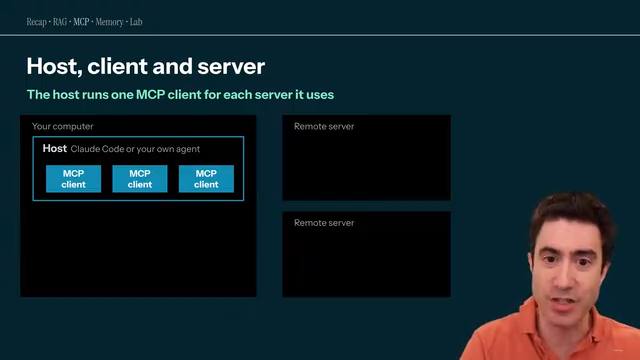 Recap • RAG • MCP • Memory • Lab
Host, client and server
The host runs one MCP client for each server it uses
Your computer
Host Claude Code or your own agent
MCP client
MCP client
MCP client
Remote server
Remote server